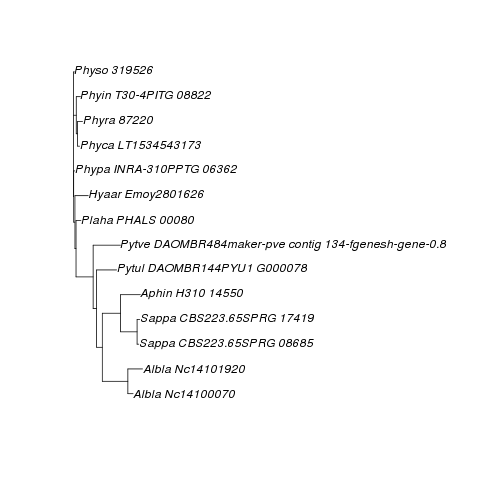 Physo 319526
Phyin T30-4PITG 08822
Phyra 87220
Phyca LT1534543173
Phypa INRA-310PPTG 06362
Hyaar Emoy2801626
Plaha PHALS 00080
Pytve DAOMBR484maker-pve contig 134-fgenesh-gene-0.8
Pytul DAOMBR144PYU1 G000078
Aphin H310 14550
Sappa CBS223.65SPRG 17419
Sappa CBS223.65SPRG 08685
Albla Nc14101920
Albla Nc14100070